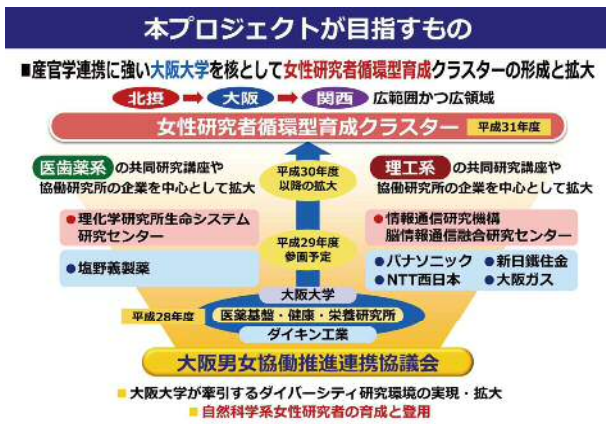 本プロジェクトが目指すもの
■産官学連携に強い大阪大学を核として女性研究者循環型育成クラスターの形成と拡大
北摂 → 大阪 → 関西 広範囲かつ広領域
女性研究者循環型育成クラスター 平成31年度
医歯薬系 の共同研究講座や
協働研究所の企業を中心として拡大
平成30年度
以降の拡大
理工系 の共同研究講座や
協働研究所の企業を中心として拡大
●理化学研究所生命システム
研究センター
●塩野義製薬
平成29年度
参画予定
●情報通信研究機構
脳情報通信融合研究センター
●パナソニック ●新日鐵住金
●NTT西日本 ●大阪ガス
大阪大学
平成28年度 医薬基盤・健康・栄養研究所
ダイキン工業
大阪男女協働推進連携協議会
■大阪大学が牽引するダイバーシティ研究環境の実現・拡大
■自然科学系女性研究者の育成と登用